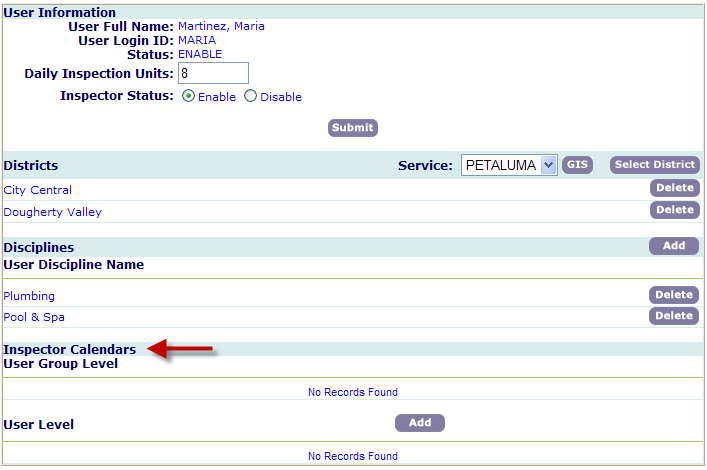 User Information
User Full Name: Martinez, Maria
User Login ID: MARIA
Status: ENABLE
Daily Inspection Units: 8
Inspector Status: Enable Disable
Submit
Districts Service: PETALUMA GIS Select District
City Central Delete
Dougherty Valley Delete
Disciplines Add
User Discipline Name
Plumbing Delete
Pool & Spa Delete
Inspector Calendars
User Group Level
No Records Found
User Level Add
No Records Found